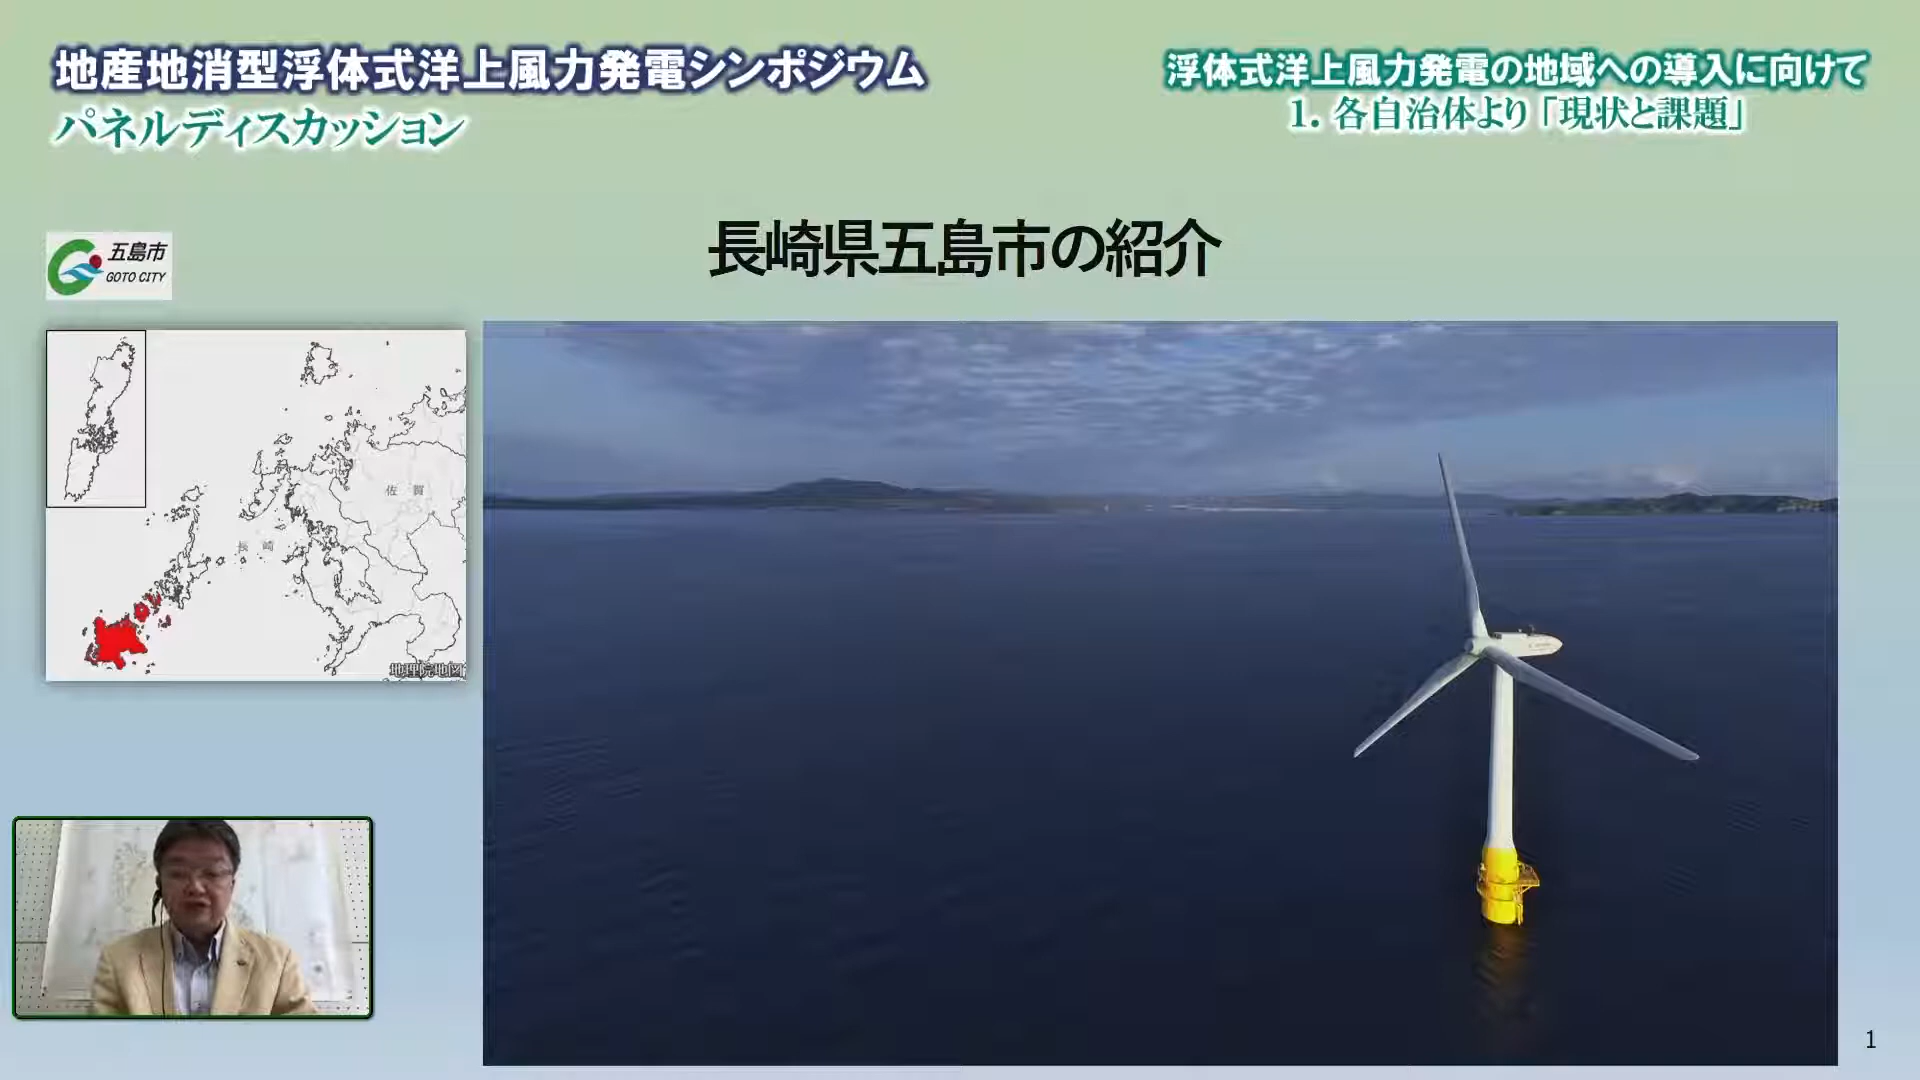 地産地消型浮体式洋上風力発電シンポジウム
パネルディスカッション
浮体式洋上風力発電の地域への導入に向けて
1. 各自治体より「現状と課題」
長崎県五島市の紹介
五島市
GOTO CITY
佐 賀
長 崎
地理院地図
1